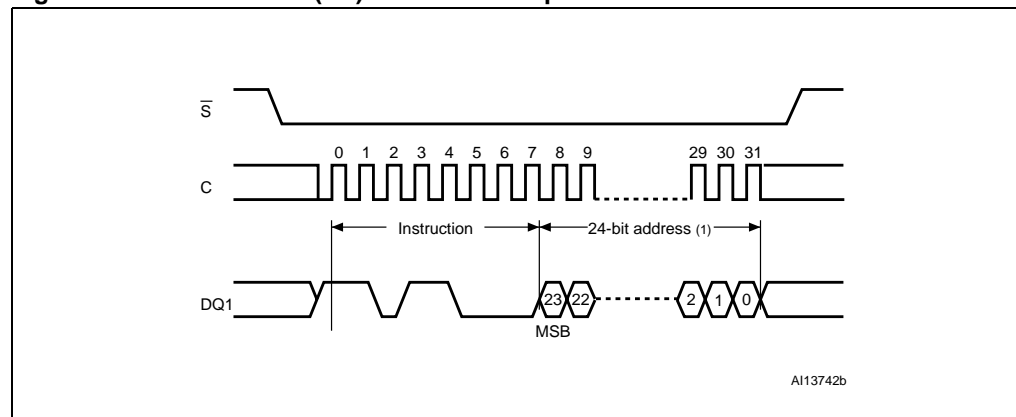 S
0 1 2 3 4 5 6 7 8 9 29 30 31
C
Instruction 24-bit address (1)
DQ1 23 22 2 1 0
MSB
AI13742b